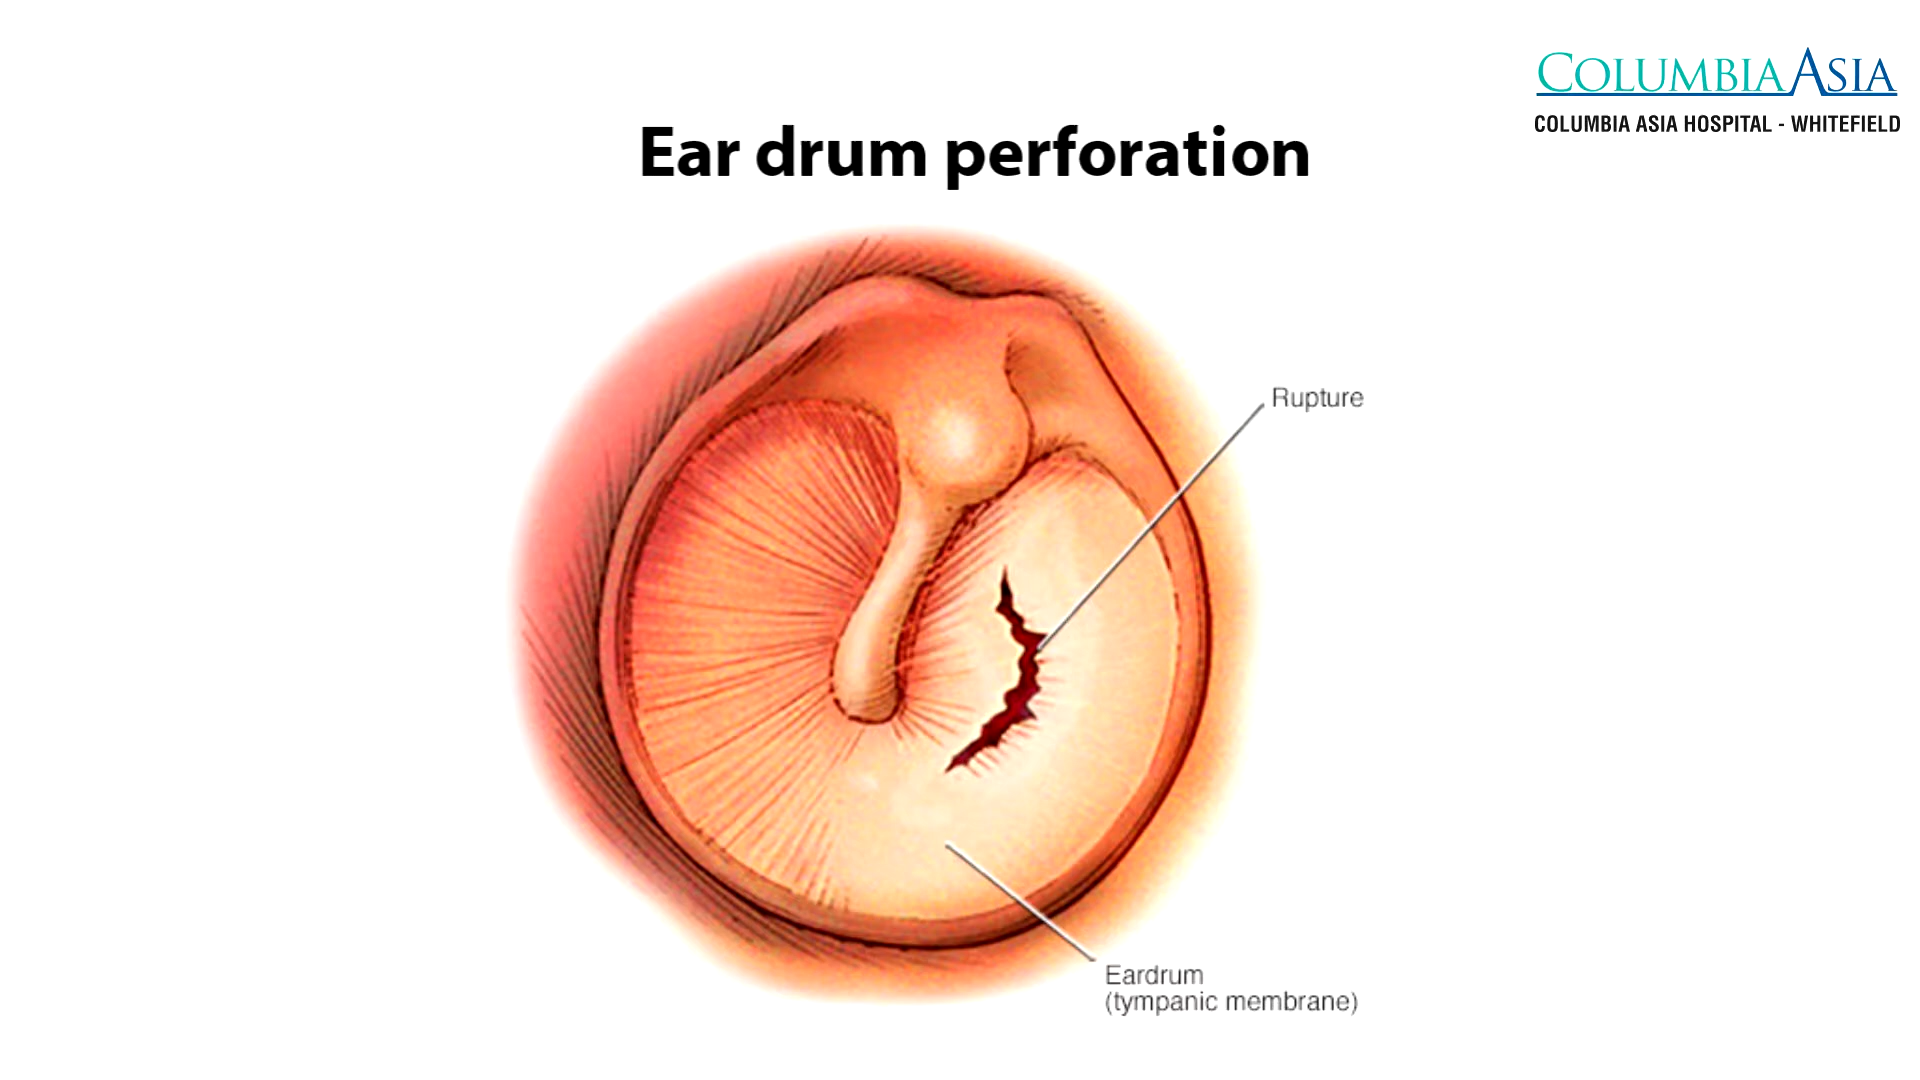 COLUMBIA ASIA
COLUMBIA ASIA HOSPITAL - WHITEFIELD
Ear drum perforation
Rupture
Eardrum
(tympanic membrane)